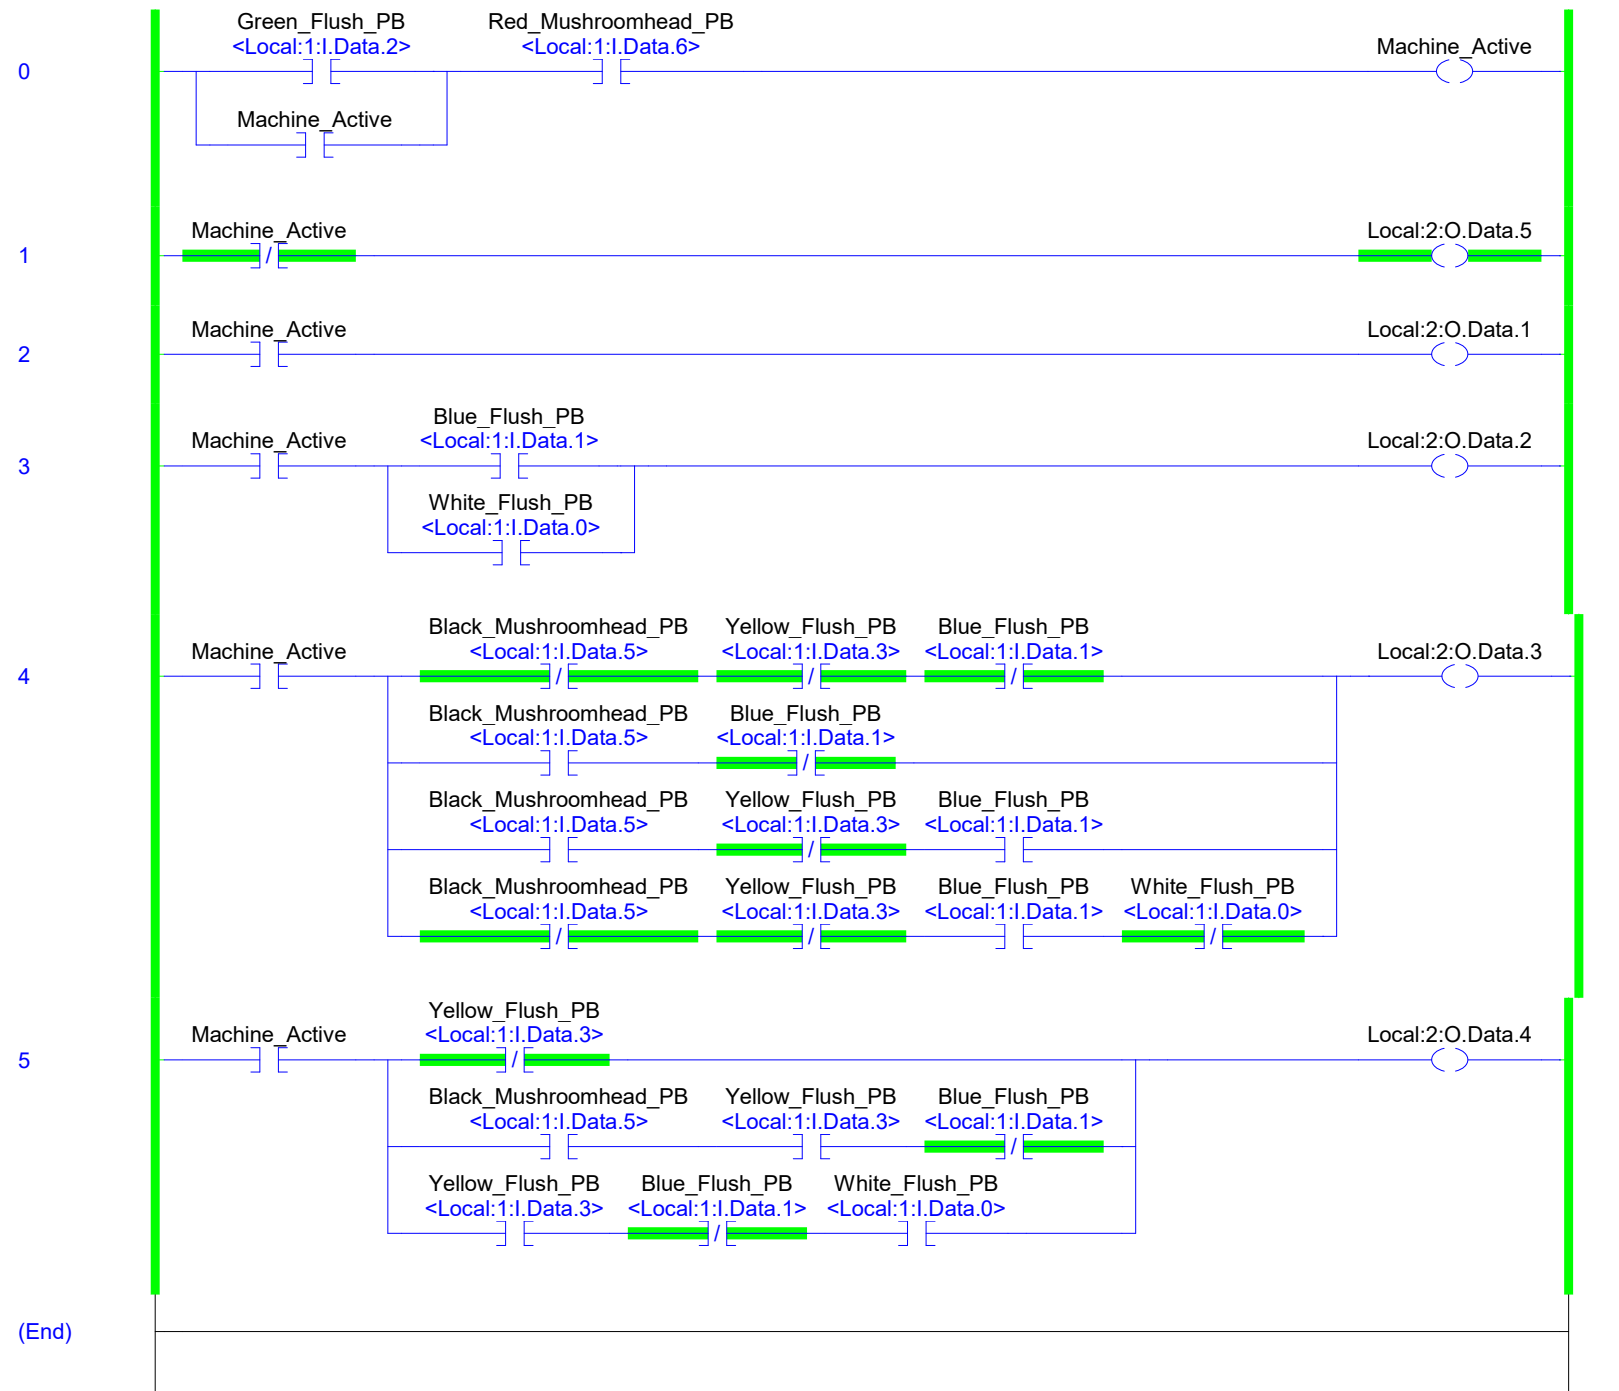 Green_Flush_PB
<Local:1:I.Data.2>
Red_Mushroomhead_PB
<Local:1:I.Data.6>
Machine_Active
0
Machine_Active
Machine_Active
Local:2:O.Data.5
1
/
Machine_Active
Local:2:O.Data.1
2
Blue_Flush_PB
<Local:1:I.Data.1>
Machine_Active
Local:2:O.Data.2
3
White_Flush_PB
<Local:1:I.Data.0>
Black_Mushroomhead_PB
<Local:1:I.Data.5>
Yellow_Flush_PB
<Local:1:I.Data.3>
Blue_Flush_PB
<Local:1:I.Data.1>
Machine_Active
Local:2:O.Data.3
4
/
/
/
Black_Mushroomhead_PB
<Local:1:I.Data.5>
Blue_Flush_PB
<Local:1:I.Data.1>
/
Black_Mushroomhead_PB
<Local:1:I.Data.5>
Yellow_Flush_PB
<Local:1:I.Data.3>
Blue_Flush_PB
<Local:1:I.Data.1>
/
Black_Mushroomhead_PB
<Local:1:I.Data.5>
Yellow_Flush_PB
<Local:1:I.Data.3>
Blue_Flush_PB
<Local:1:I.Data.1>
White_Flush_PB
<Local:1:I.Data.0>
/
/
/
Yellow_Flush_PB
<Local:1:I.Data.3>
Machine_Active
Local:2:O.Data.4
5
/
Black_Mushroomhead_PB
<Local:1:I.Data.5>
Yellow_Flush_PB
<Local:1:I.Data.3>
Blue_Flush_PB
<Local:1:I.Data.1>
/
Yellow_Flush_PB
<Local:1:I.Data.3>
Blue_Flush_PB
<Local:1:I.Data.1>
White_Flush_PB
<Local:1:I.Data.0>
/
(End)